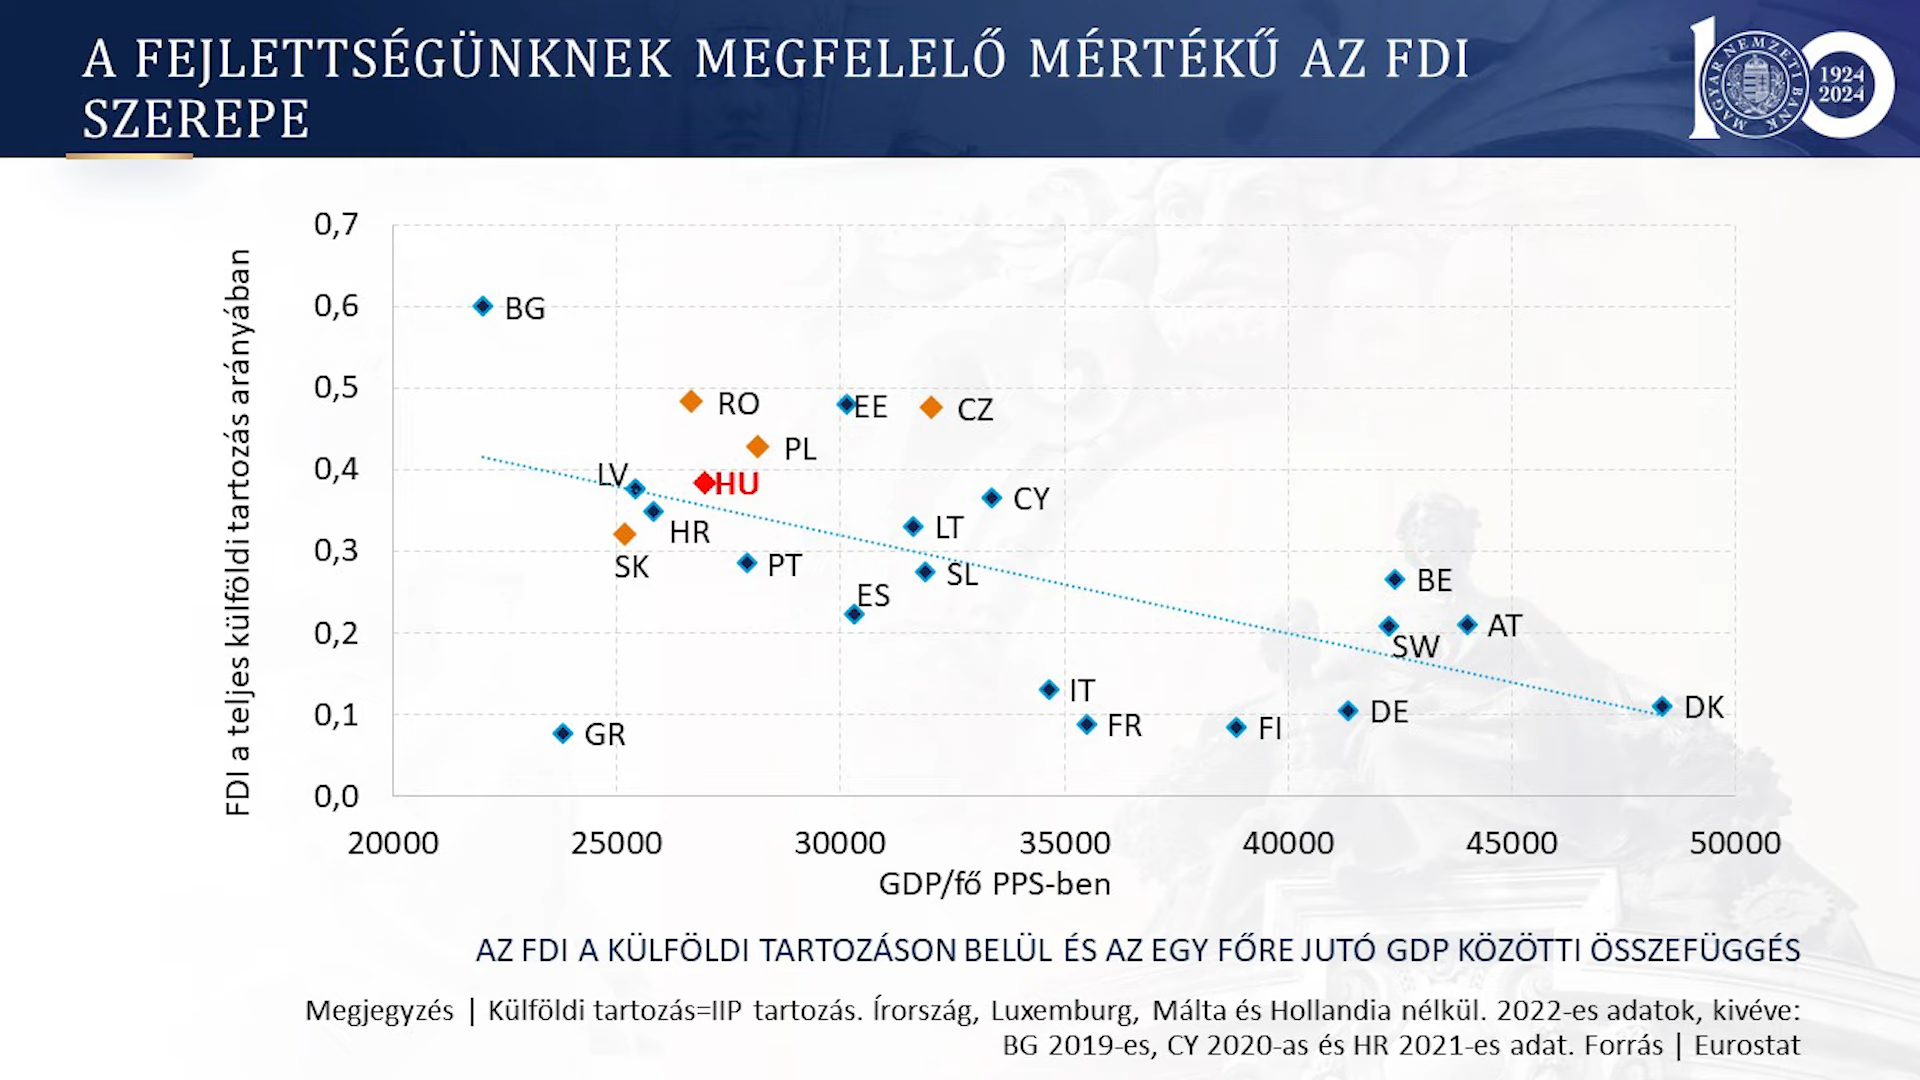 A FEJLETTSÉGÜNKNEK MEGFELELŐ MÉRTÉKŰ AZ FDI
SZEREPE
MAGYAR NEMZETI BANK
1924
2024
FDI a teljes külföldi tartozás arányában
0,7
0,6
0,5
0,4
0,3
0,2
0,1
0,0
BG
RO
EE
CZ
PL
LV
HU
CY
HR
LT
SK
PT
SL
ES
BE
AT
SW
IT
DK
FR
DE
GR
FI
20000
25000
30000
35000
40000
45000
50000
GDP/fő PPS-ben
AZ FDI A KÜLFÖLDI TARTOZÁSON BELÜL ÉS AZ EGY FŐRE JUTÓ GDP KÖZÖTTI ÖSSZEFÜGGÉS
Megjegyzés | Külföldi tartozás=IIP tartozás. Írország, Luxemburg, Málta és Hollandia nélkül. 2022-es adatok, kivéve:
BG 2019-es, CY 2020-as és HR 2021-es adat. Forrás | Eurostat